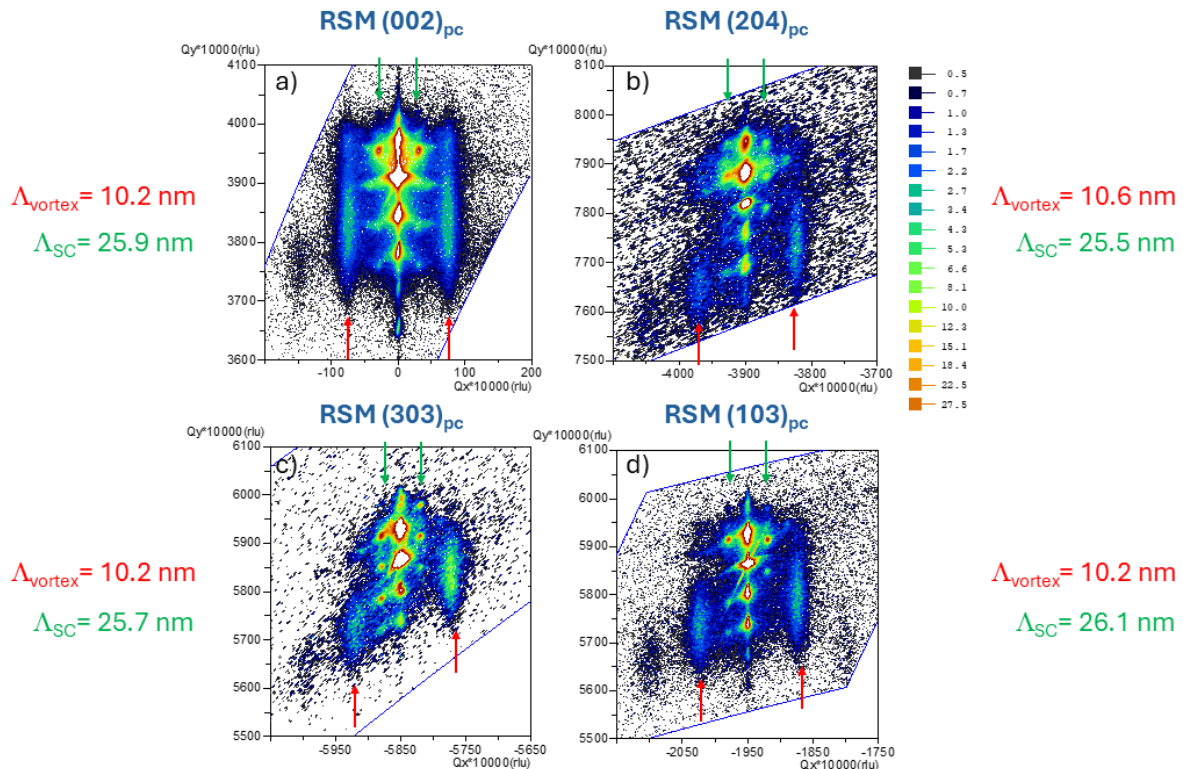 RSM (002)pc
RSM (204)pc
Qy*10000(rlu)
Qy*10000(rlu)
a)
b)
4100
4000
3900
3800
3700
3600
-100
0
100
200
Qx*10000(rlu)
8100
8000
7900
7800
7700
7600
7500
-4000
-3900
-3800
-3700
Qx*10000(rlu)
0.5
0.7
1.0
1.3
1.7
2.2
2.7
3.4
4.3
5.3
6.6
8.1
10.0
12.3
15.1
18.4
22.5
27.5
Λvortex= 10.2 nm
ΛSC= 25.9 nm
Λvortex= 10.6 nm
ΛSC= 25.5 nm
RSM (303)pc
RSM (103)pc
Qy*10000(rlu)
Qy*10000(rlu)
c)
d)
6100
6000
5900
5800
5700
5600
5500
-5950
-5850
-5750
-5650
Qx*10000(rlu)
6100
6000
5900
5800
5700
5600
5500
-2050
-1950
-1850
-1750
Qx*10000(rlu)
Λvortex= 10.2 nm
ΛSC= 25.7 nm
Λvortex= 10.2 nm
ΛSC= 26.1 nm